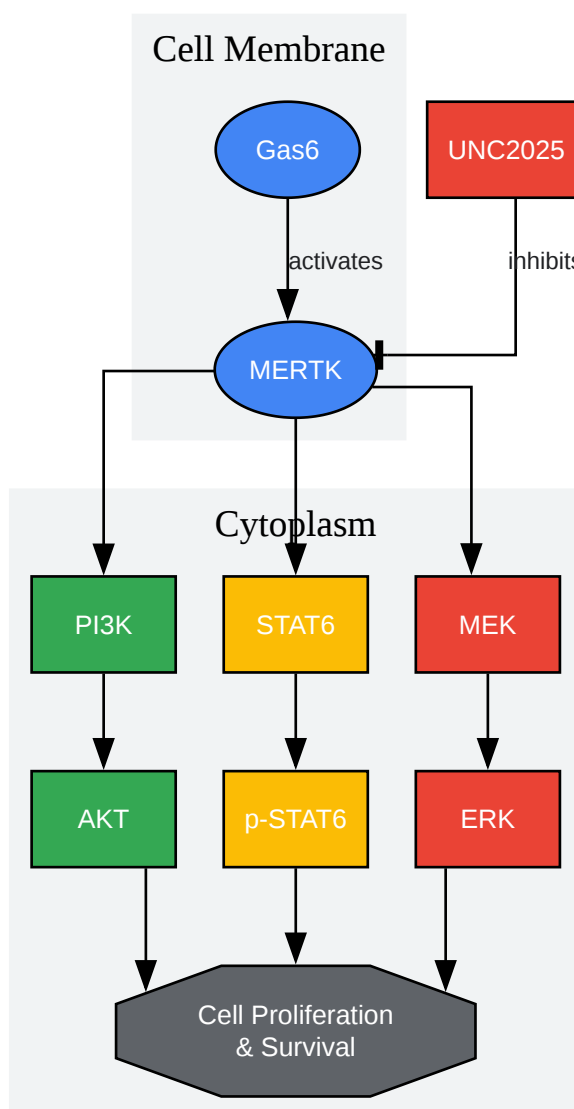 Cell Membrane
Gas6
UNC2025
activates
inhibits
MERTK
Cytoplasm
PI3K
STAT6
MEK
AKT
p-STAT6
ERK
Cell Proliferation
& Survival